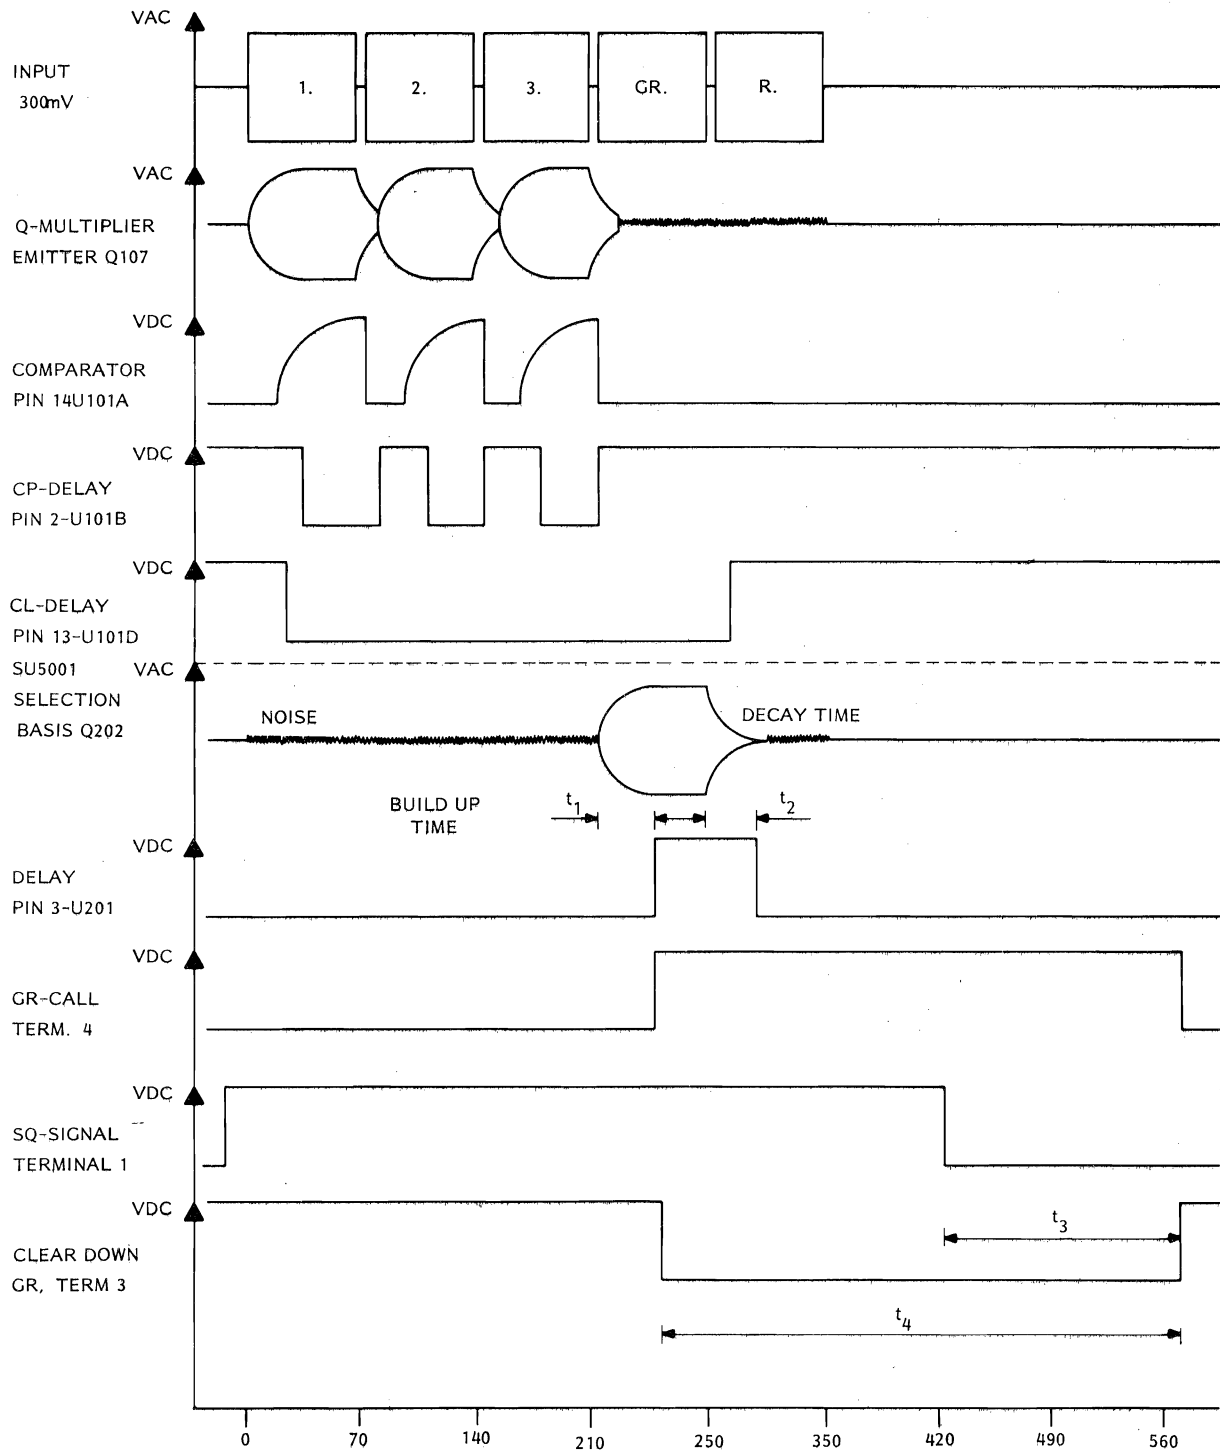 VAC
INPUT
300mV
1. 2. 3. GR. R.
VAC
Q-MULTIPLIER
EMITTER Q107
VDC
COMPARATOR
PIN 14U101A
VDC
CP-DELAY
PIN 2-U101B
VDC
CL-DELAY
PIN 13-U101D
SU5001 VAC
SELECTION
BASIS Q202
NOISE DECAY TIME
BUILD UP
TIME
t1 t2
VDC
DELAY
PIN 3-U201
VDC
GR-CALL
TERM. 4
VDC
SQ-SIGNAL
TERMINAL 1
VDC
CLEAR DOWN
GR, TERM 3
t3
t4
0 70 140 210 250 350 420 490 560